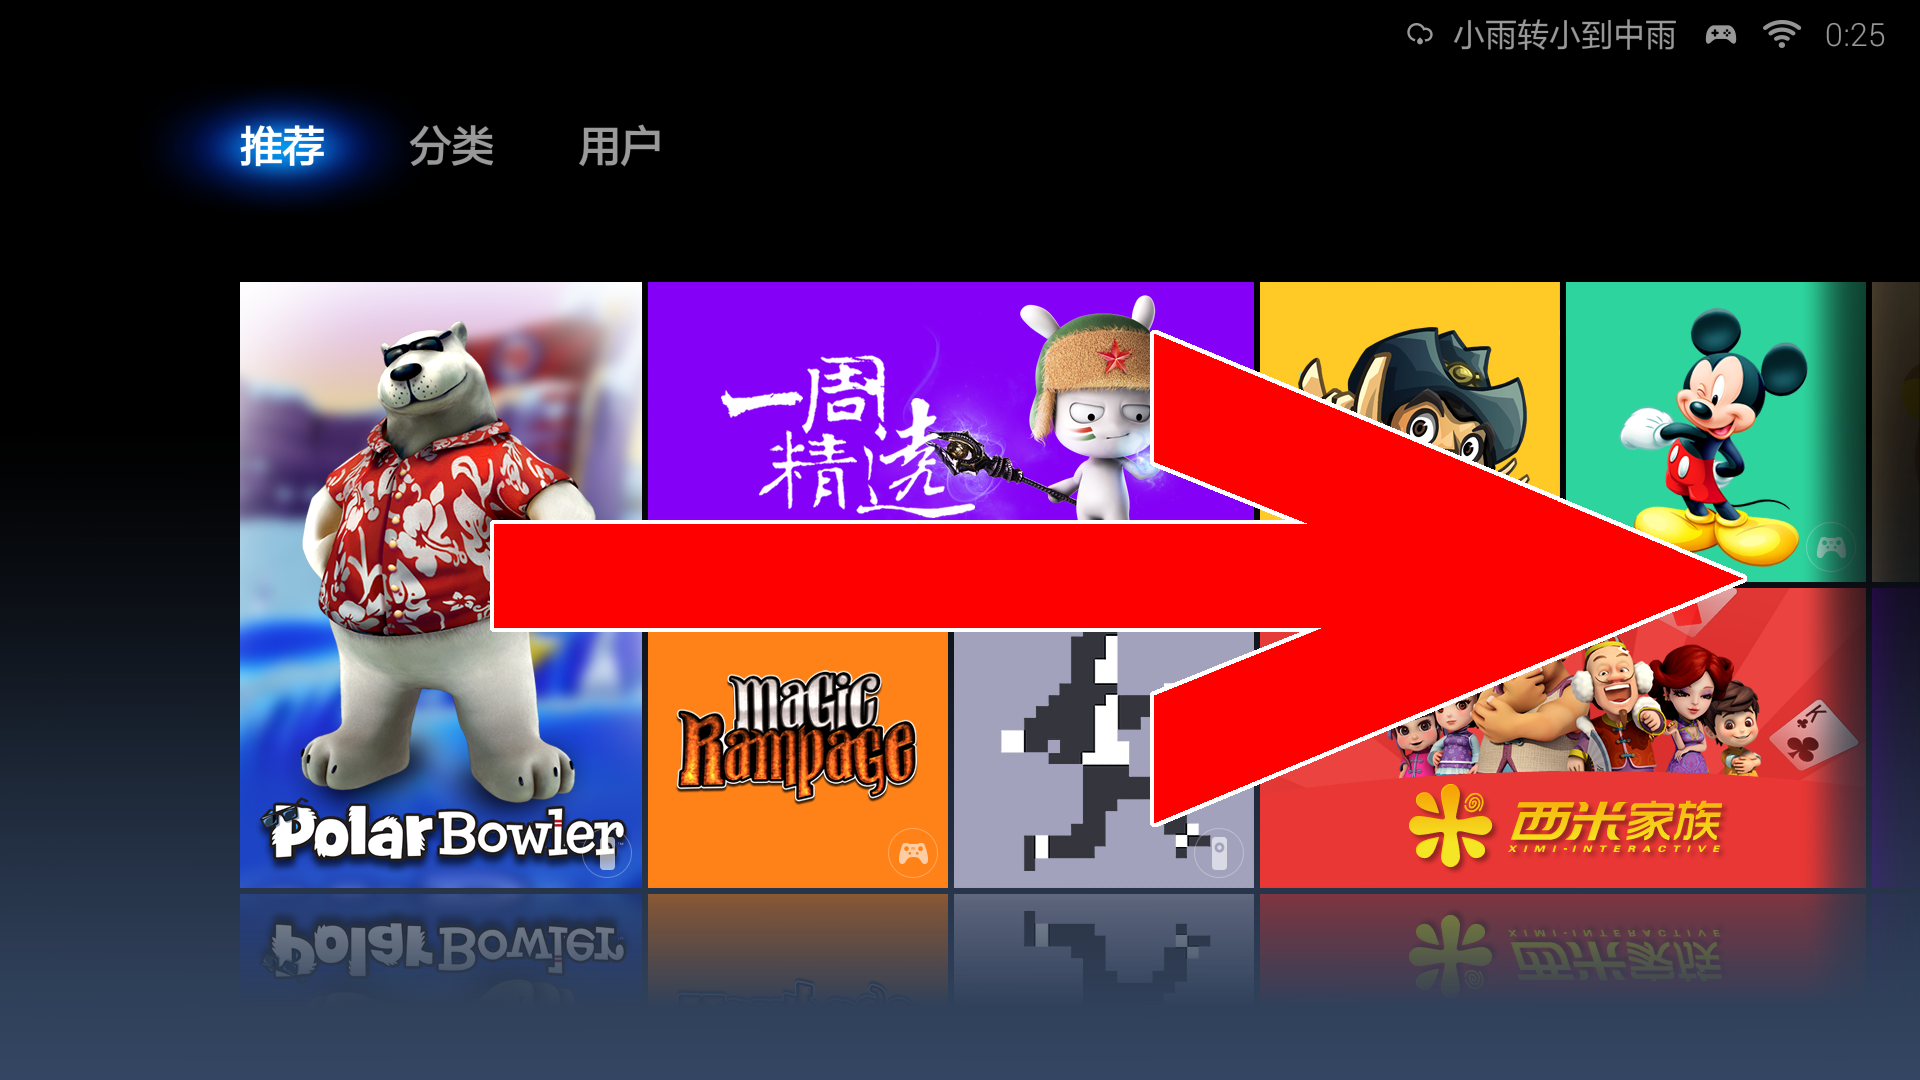 小雨转小到中雨 0:25
推荐 分类 用户
一周
精选
MAGIC
RAMPAGE
Polar Bowler
K
西米家族
XIMI-INTERACTIVE